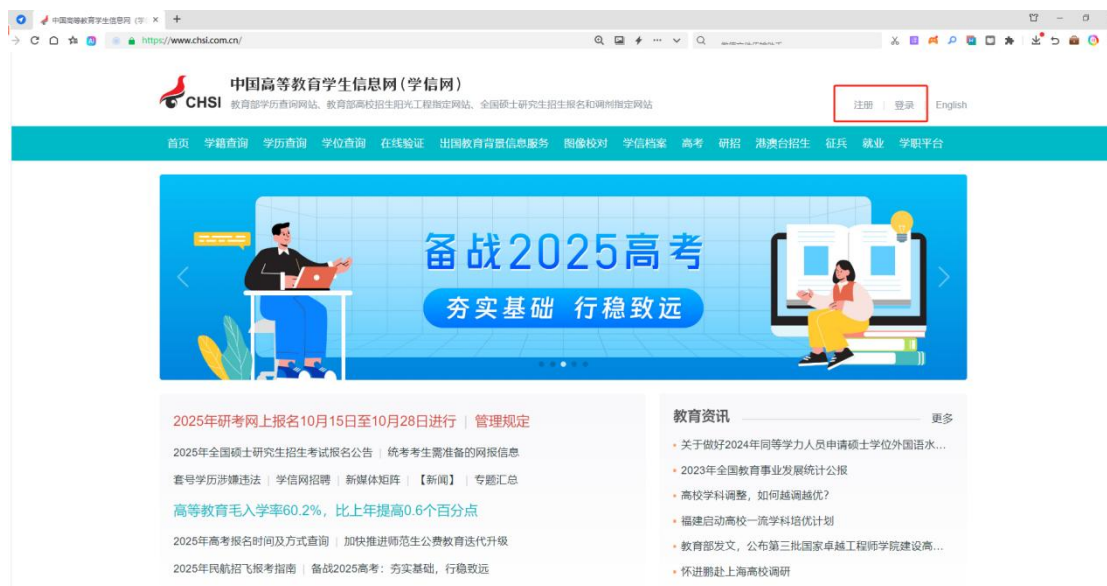 中国高等教育学生信息网（学
https://www.chsi.com.cn/
CHSI
中国高等教育学生信息网（学信网）
教育部学历查询网站、教育部高校招生阳光工程指定网站、全国硕士研究生招生报名和调剂指定网站
注册 | 登录 English
首页 学籍查询 学历查询 学位查询 在线验证 出国教育背景信息服务 图像校对 学信档案 高考 研招 港澳台招生 征兵 就业 学职平台
备战2025高考
夯实基础 行稳致远
2025年研考网上报名10月15日至10月28日进行 | 管理规定
2025年全国硕士研究生招生考试报名公告 | 统考考生需准备的网报信息
套号学历涉嫌违法 | 学信网招聘 | 新媒体矩阵 | 【新闻】 | 专题汇总
高等教育毛入学率60.2%，比上年提高0.6个百分点
2025年高考报名时间及方式查询 | 加快推进师范生公费教育迭代升级
2025年民航招飞报考指南 | 备战2025高考：夯实基础，行稳致远
教育资讯 更多
关于做好2024年同等学力人员申请硕士学位外国语水...
2023年全国教育事业发展统计公报
高校学科调整，如何越调越优？
福建启动高校一流学科培优计划
教育部发文，公布第三批国家卓越工程师学院建设高...
怀进鹏赴上海高校调研